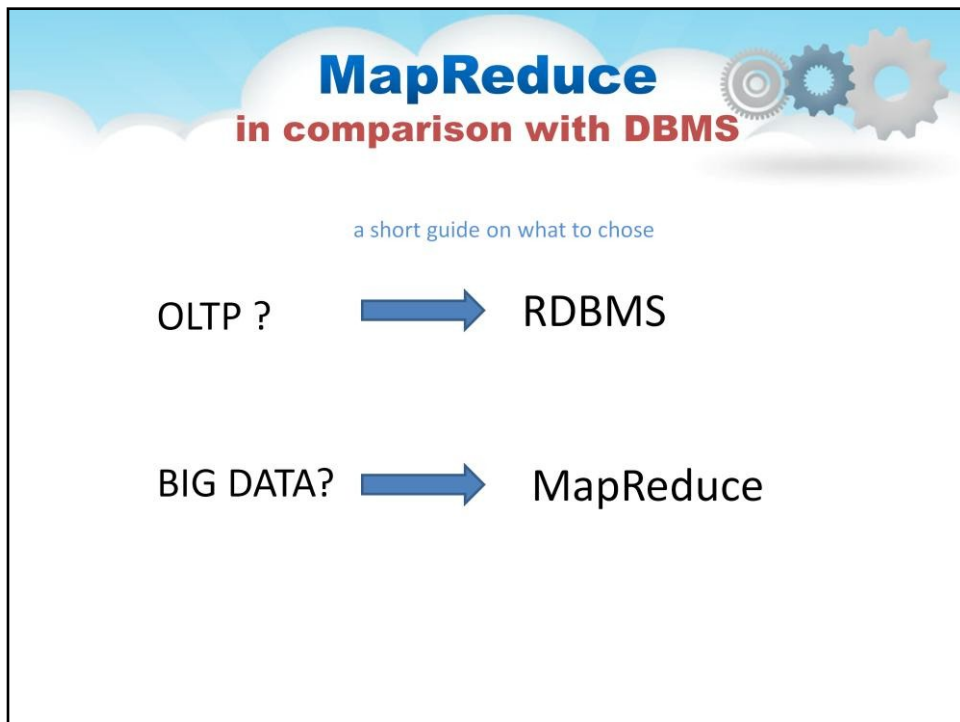 MapReduce
in comparison with DBMS
a short guide on what to chose
OLTP ? RDBMS
BIG DATA? MapReduce